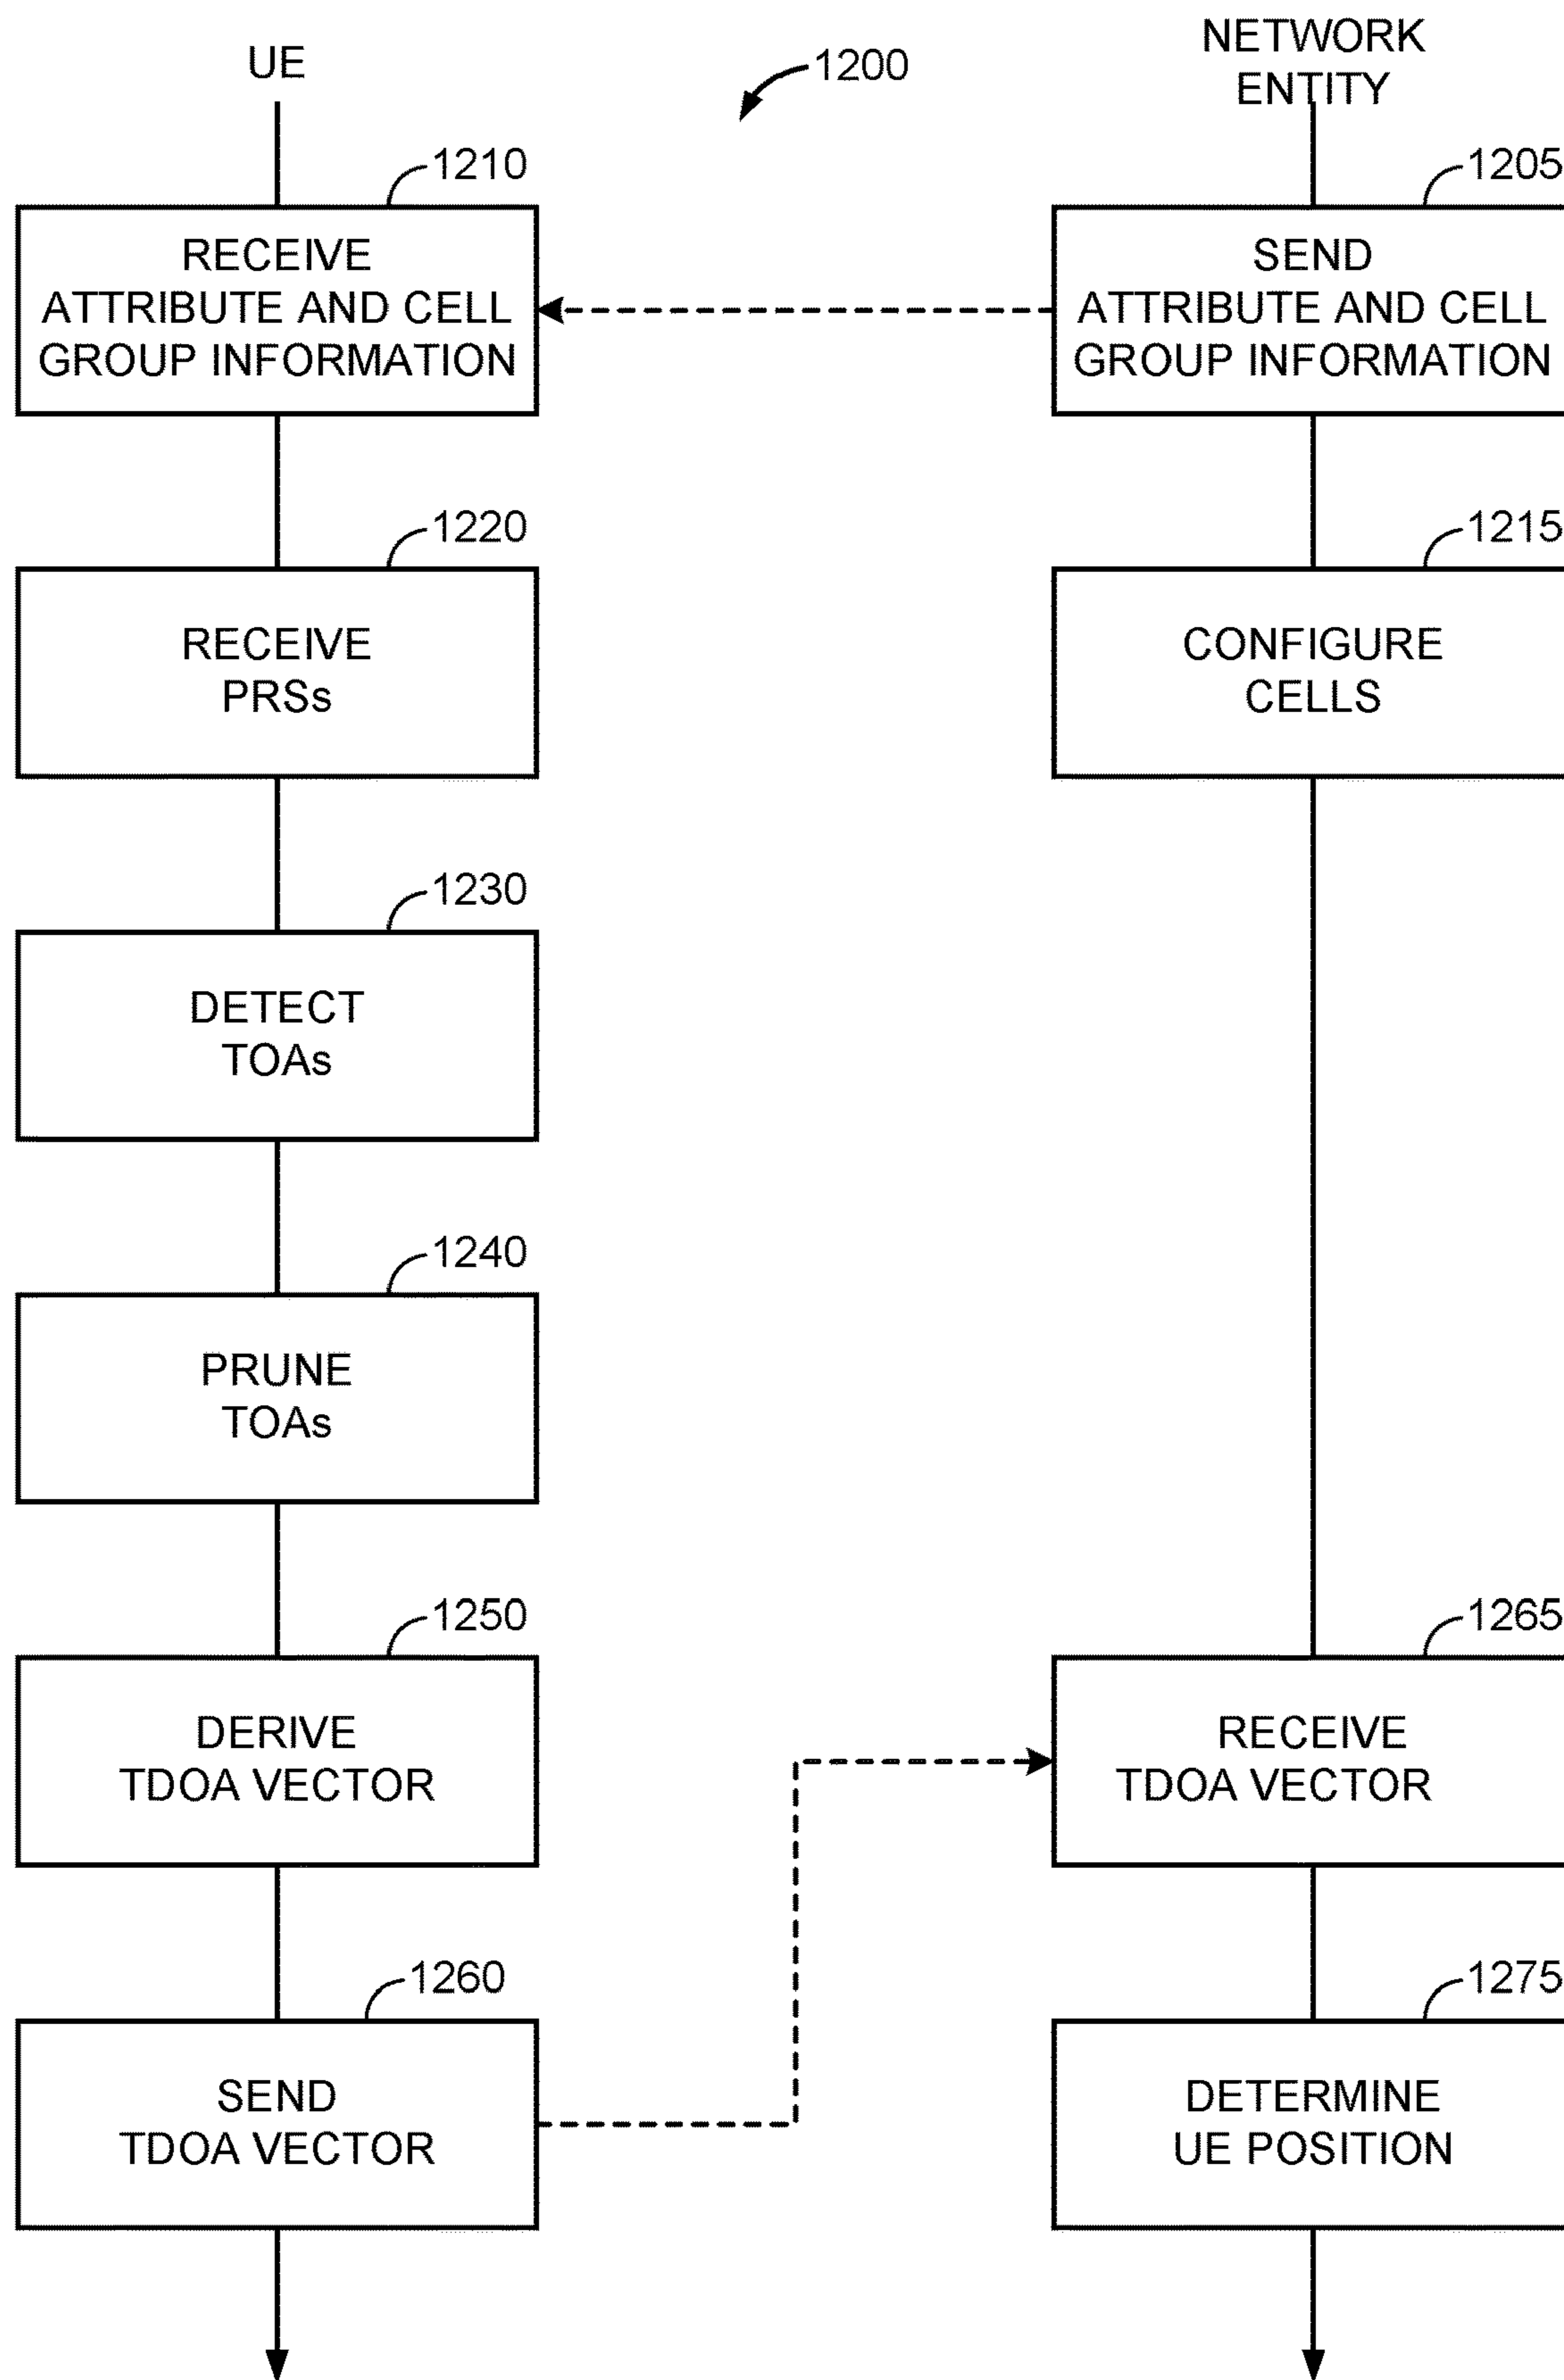 UE
1200
NETWORK
ENTITY
1210
RECEIVE
ATTRIBUTE AND CELL
GROUP INFORMATION
1205
SEND
ATTRIBUTE AND CELL
GROUP INFORMATION
1220
RECEIVE
PRSs
1215
CONFIGURE
CELLS
1230
DETECT
TOAs
1240
PRUNE
TOAs
1250
DERIVE
TDOA VECTOR
1265
RECEIVE
TDOA VECTOR
1260
SEND
TDOA VECTOR
1275
DETERMINE
UE POSITION